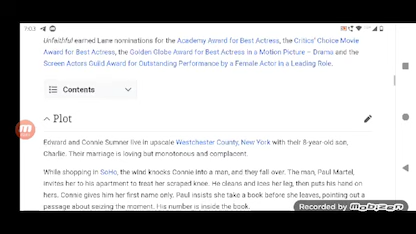 Unfaithful earned Lane nominations for the Academy Award for Best Actress, the Critics' Choice Movie
Award for Best Actress, the Golden Globe Award for Best Actress in a Motion Picture – Drama and the
Screen Actors Guild Award for Outstanding Performance by a Female Actor in a Leading Role.
Contents
Plot
Edward and Connie Sumner live in upscale Westchester County, New York with their 8-year-old son,
Charlie. Their marriage is loving but monotonous and complacent.
While shopping in SoHo, the wind knocks Connie into a man, and they fall over. The man, Paul Martel,
invites her to his apartment to treat her scraped knee. He cleans and ices her leg, then puts his hand on
hers. Connie gives him her first name only. Paul insists she take a book before she leaves, pointing out a
passage about seizing the moment. His number is inside the book.
Recorded by MOBIZEN